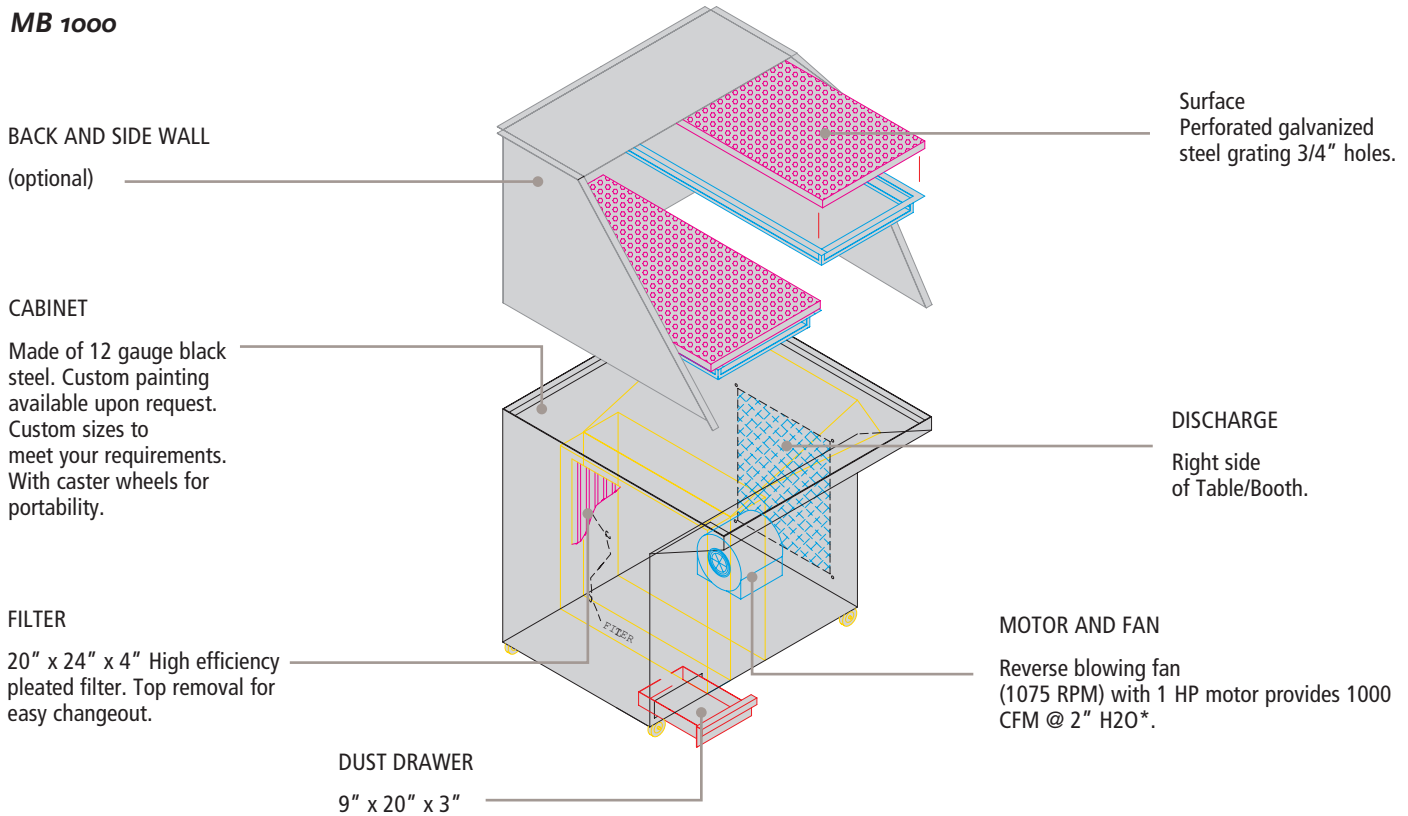 MB 1000
BACK AND SIDE WALL
(optional)
Surface
Perforated galvanized
steel grating 3/4" holes.
CABINET
Made of 12 gauge black
steel. Custom painting
available upon request.
Custom sizes to
meet your requirements.
With caster wheels for
portability.
DISCHARGE
Right side
of Table/Booth.
FILTER
20" x 24" x 4" High efficiency
pleated filter. Top removal for
easy changeout.
FITER
MOTOR AND FAN
Reverse blowing fan
(1075 RPM) with 1 HP motor provides 1000
CFM @ 2" H2O*.
DUST DRAWER
9" x 20" x 3"